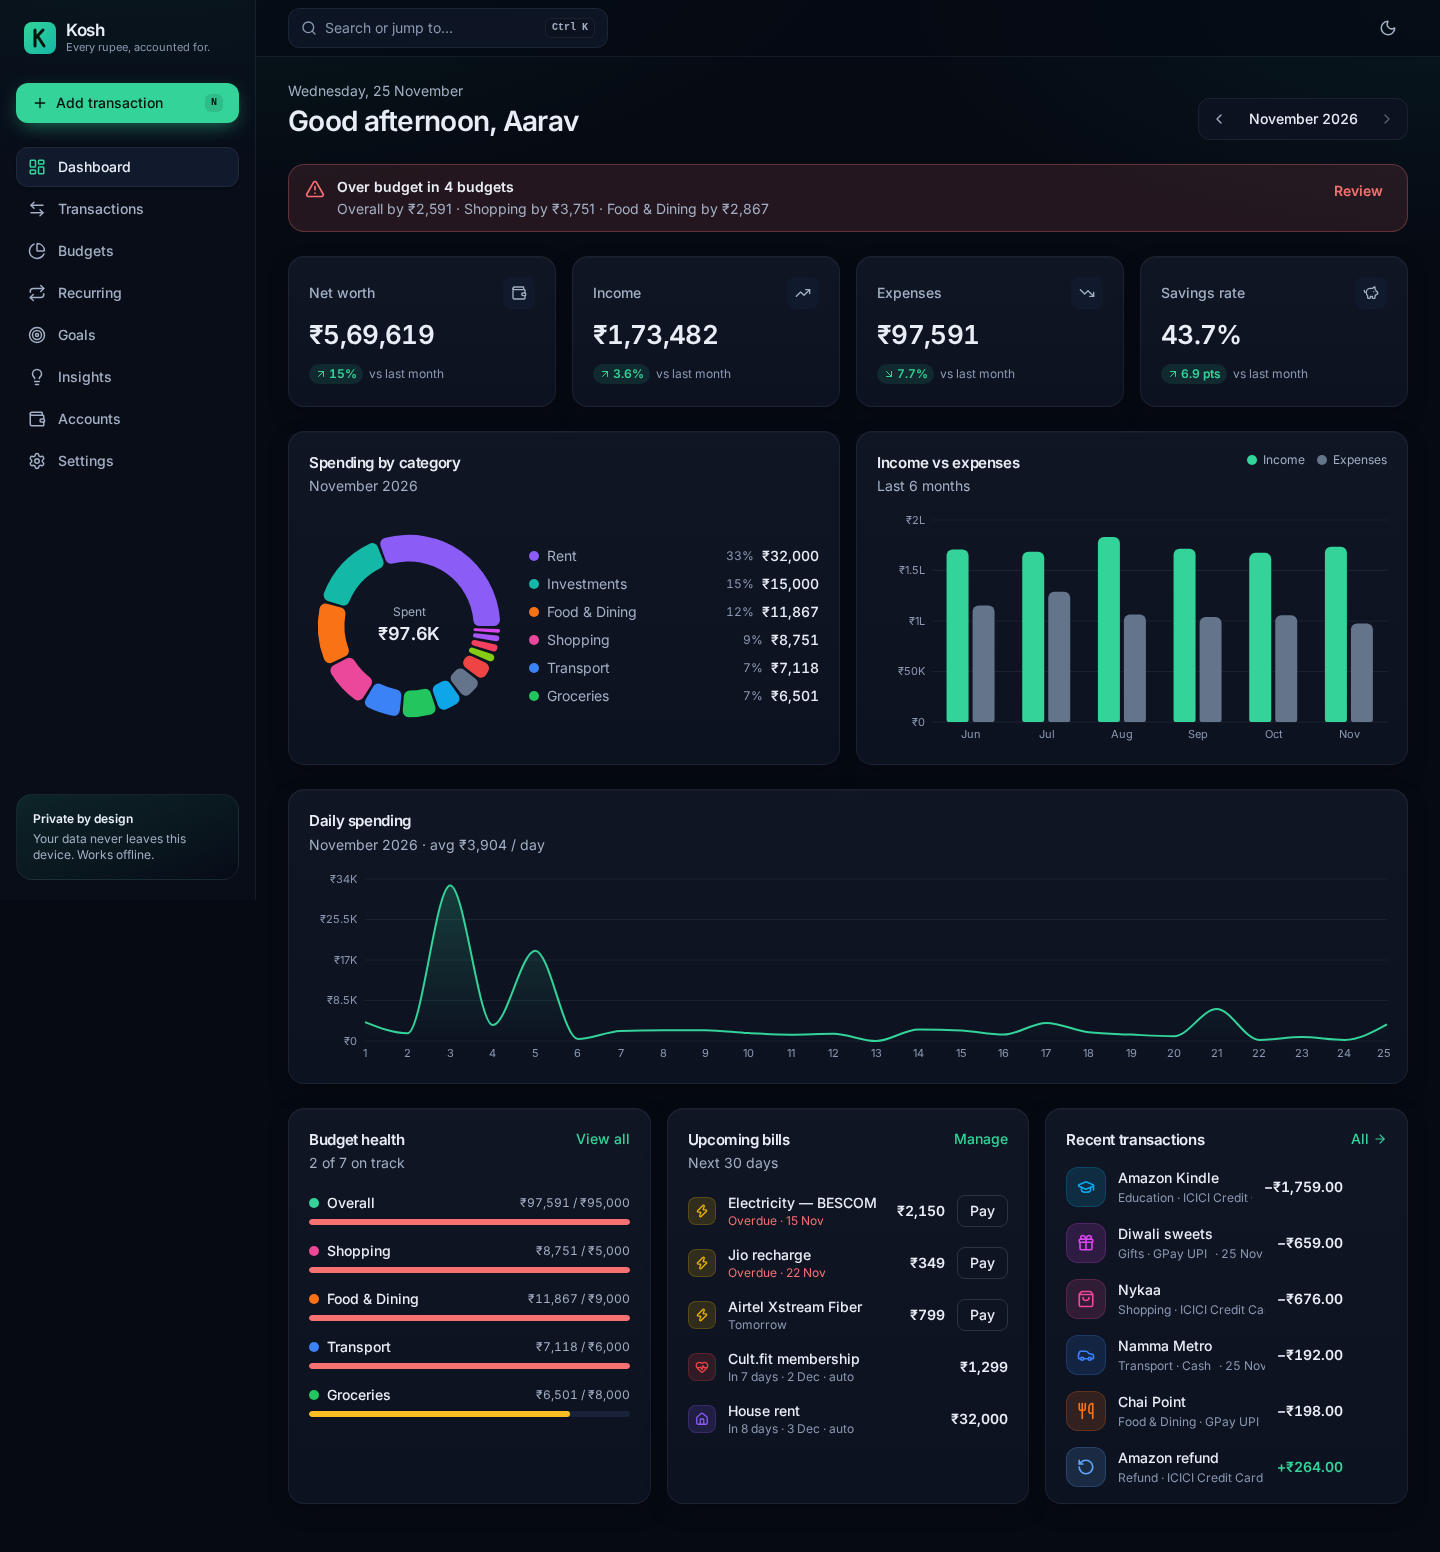 Kosh
Every rupee, accounted for.
Add transaction N
Dashboard
Transactions
Budgets
Recurring
Goals
Insights
Accounts
Settings
Private by design
Your data never leaves this
device. Works offline.
Search or jump to... Ctrl K
Wednesday, 25 November
Good afternoon, Aarav
November 2026
Over budget in 4 budgets
Overall by ₹2,591 · Shopping by ₹3,751 · Food & Dining by ₹2,867
Review
Net worth
₹5,69,619
15% vs last month
Income
₹1,73,482
3.6% vs last month
Expenses
₹97,591
7.7% vs last month
Savings rate
43.7%
6.9 pts vs last month
Spending by category
November 2026
Spent
₹97.6K
Rent 33% ₹32,000
Investments 15% ₹15,000
Food & Dining 12% ₹11,867
Shopping 9% ₹8,751
Transport 7% ₹7,118
Groceries 7% ₹6,501
Income vs expenses
Last 6 months
Income Expenses
₹2L
₹1.5L
₹1L
₹50K
₹0
Jun Jul Aug Sep Oct Nov
Daily spending
November 2026 · avg ₹3,904 / day
₹34K
₹25.5K
₹17K
₹8.5K
₹0
1 2 3 4 5 6 7 8 9 10 11 12 13 14 15 16 17 18 19 20 21 22 23 24 25
Budget health
View all
2 of 7 on track
Overall ₹97,591 / ₹95,000
Shopping ₹8,751 / ₹5,000
Food & Dining ₹11,867 / ₹9,000
Transport ₹7,118 / ₹6,000
Groceries ₹6,501 / ₹8,000
Upcoming bills
Manage
Next 30 days
Electricity — BESCOM
Overdue · 15 Nov
₹2,150 Pay
Jio recharge
Overdue · 22 Nov
₹349 Pay
Airtel Xstream Fiber
Tomorrow
₹799 Pay
Cult.fit membership
In 7 days · 2 Dec · auto
₹1,299
House rent
In 8 days · 3 Dec · auto
₹32,000
Recent transactions
All
Amazon Kindle
Education · ICICI Credit
−₹1,759.00
Diwali sweets
Gifts · GPay UPI · 25 Nov
−₹659.00
Nykaa
Shopping · ICICI Credit Ca
−₹676.00
Namma Metro
Transport · Cash · 25 Nov
−₹192.00
Chai Point
Food & Dining · GPay UPI
−₹198.00
Amazon refund
Refund · ICICI Credit Card
+₹264.00